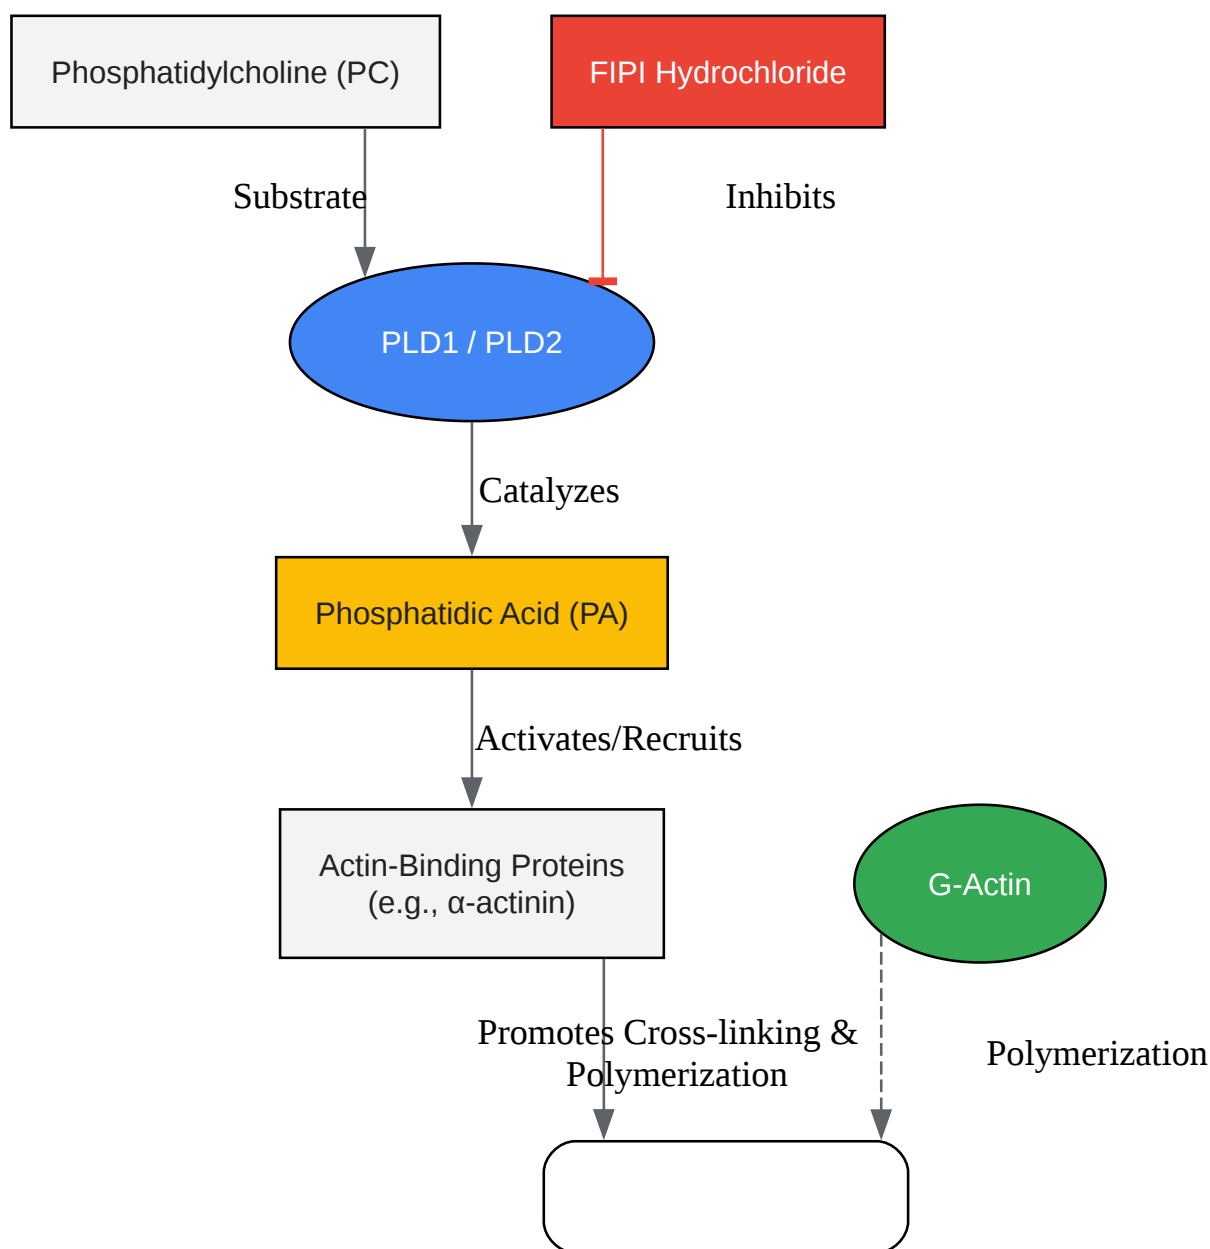 Phosphatidylcholine (PC)
FIPI Hydrochloride
Substrate
Inhibits
PLD1 / PLD2
Catalyzes
Phosphatidic Acid (PA)
Activates/Recruits
Actin-Binding Proteins
(e.g., α-actinin)
G-Actin
Promotes Cross-linking &
Polymerization
Polymerization